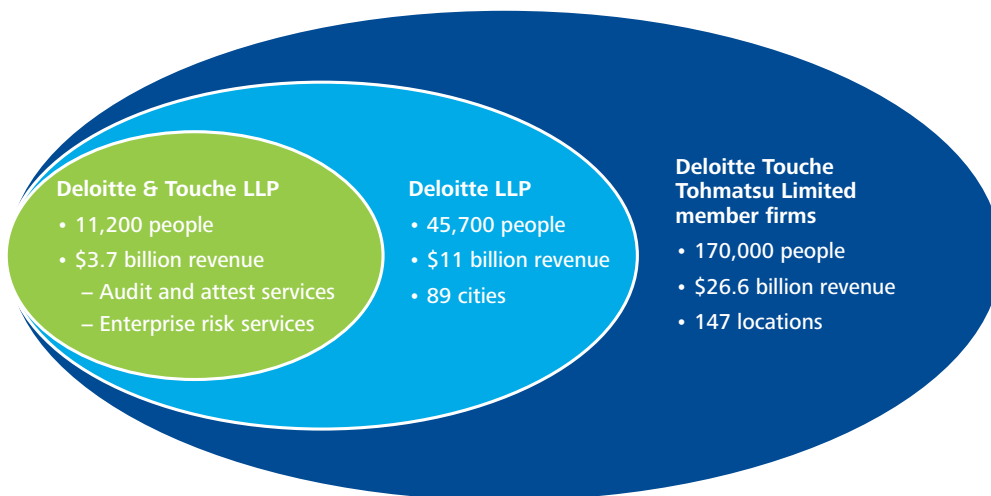 Deloitte & Touche LLP
• 11,200 people
• $3.7 billion revenue
– Audit and attest services
– Enterprise risk services
Deloitte LLP
• 45,700 people
• $11 billion revenue
• 89 cities
Deloitte Touche
Tohmatsu Limited
member firms
• 170,000 people
• $26.6 billion revenue
• 147 locations